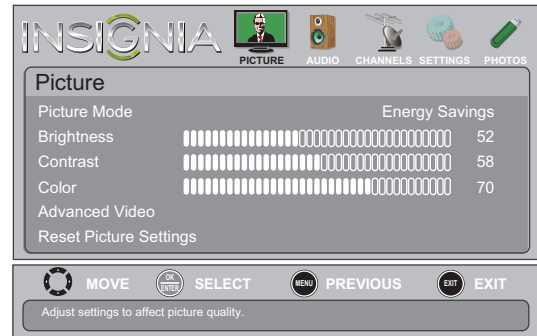 INSIGNIA
PICTURE AUDIO CHANNELS SETTINGS PHOTOS
Picture
Picture Mode Energy Savings
Brightness 52
Contrast 58
Color 70
Advanced Video
Reset Picture Settings
MOVE OK ENTER SELECT MENU PREVIOUS EXIT EXIT
Adjust settings to affect picture quality.